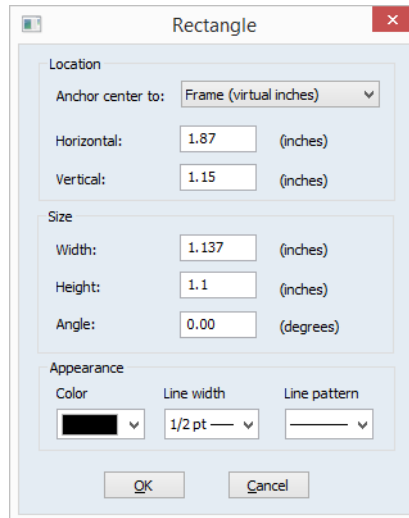 Rectangle
Location
Anchor center to: Frame (virtual inches)
Horizontal: 1.87 (inches)
Vertical: 1.15 (inches)
Size
Width: 1.137 (inches)
Height: 1.1 (inches)
Angle: 0.00 (degrees)
Appearance
Color Line width Line pattern
1/2 pt
OK Cancel